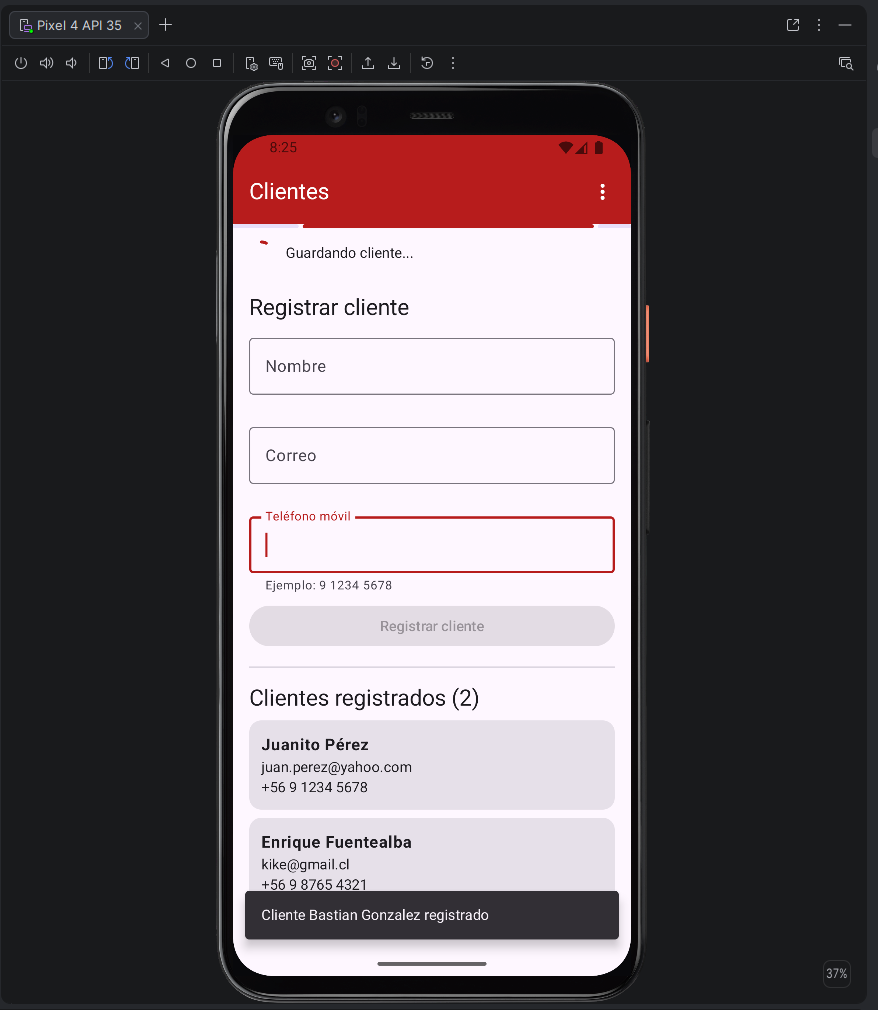 Pixel 4 API 35
8:25
Clientes
Guardando cliente...
Registrar cliente
Nombre
Correo
Teléfono móvil
Ejemplo: 9 1234 5678
Registrar cliente
Clientes registrados (2)
Juanito Pérez
juan.perez@yahoo.com
+56 9 1234 5678
Enrique Fuentealba
kike@gmail.cl
+56 9 8765 4321
Cliente Bastian Gonzalez registrado
37%